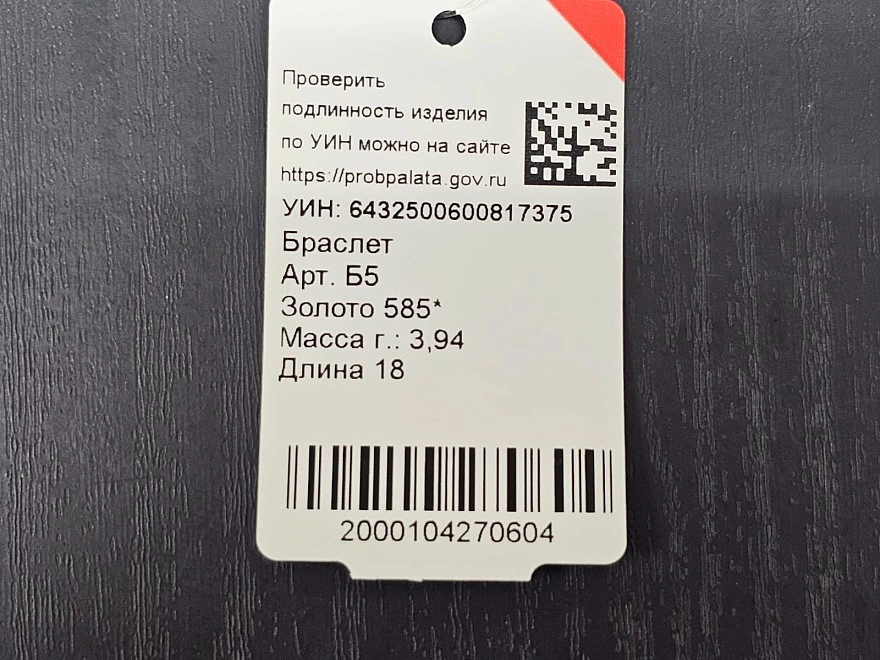 Проверить
подлинность изделия
по УИН можно на сайте
https://probpalata.gov.ru
УИН: 6432500600817375
Браслет
Арт. Б5
Золото 585*
Масса г.: 3,94
Длина 18
2000104270604